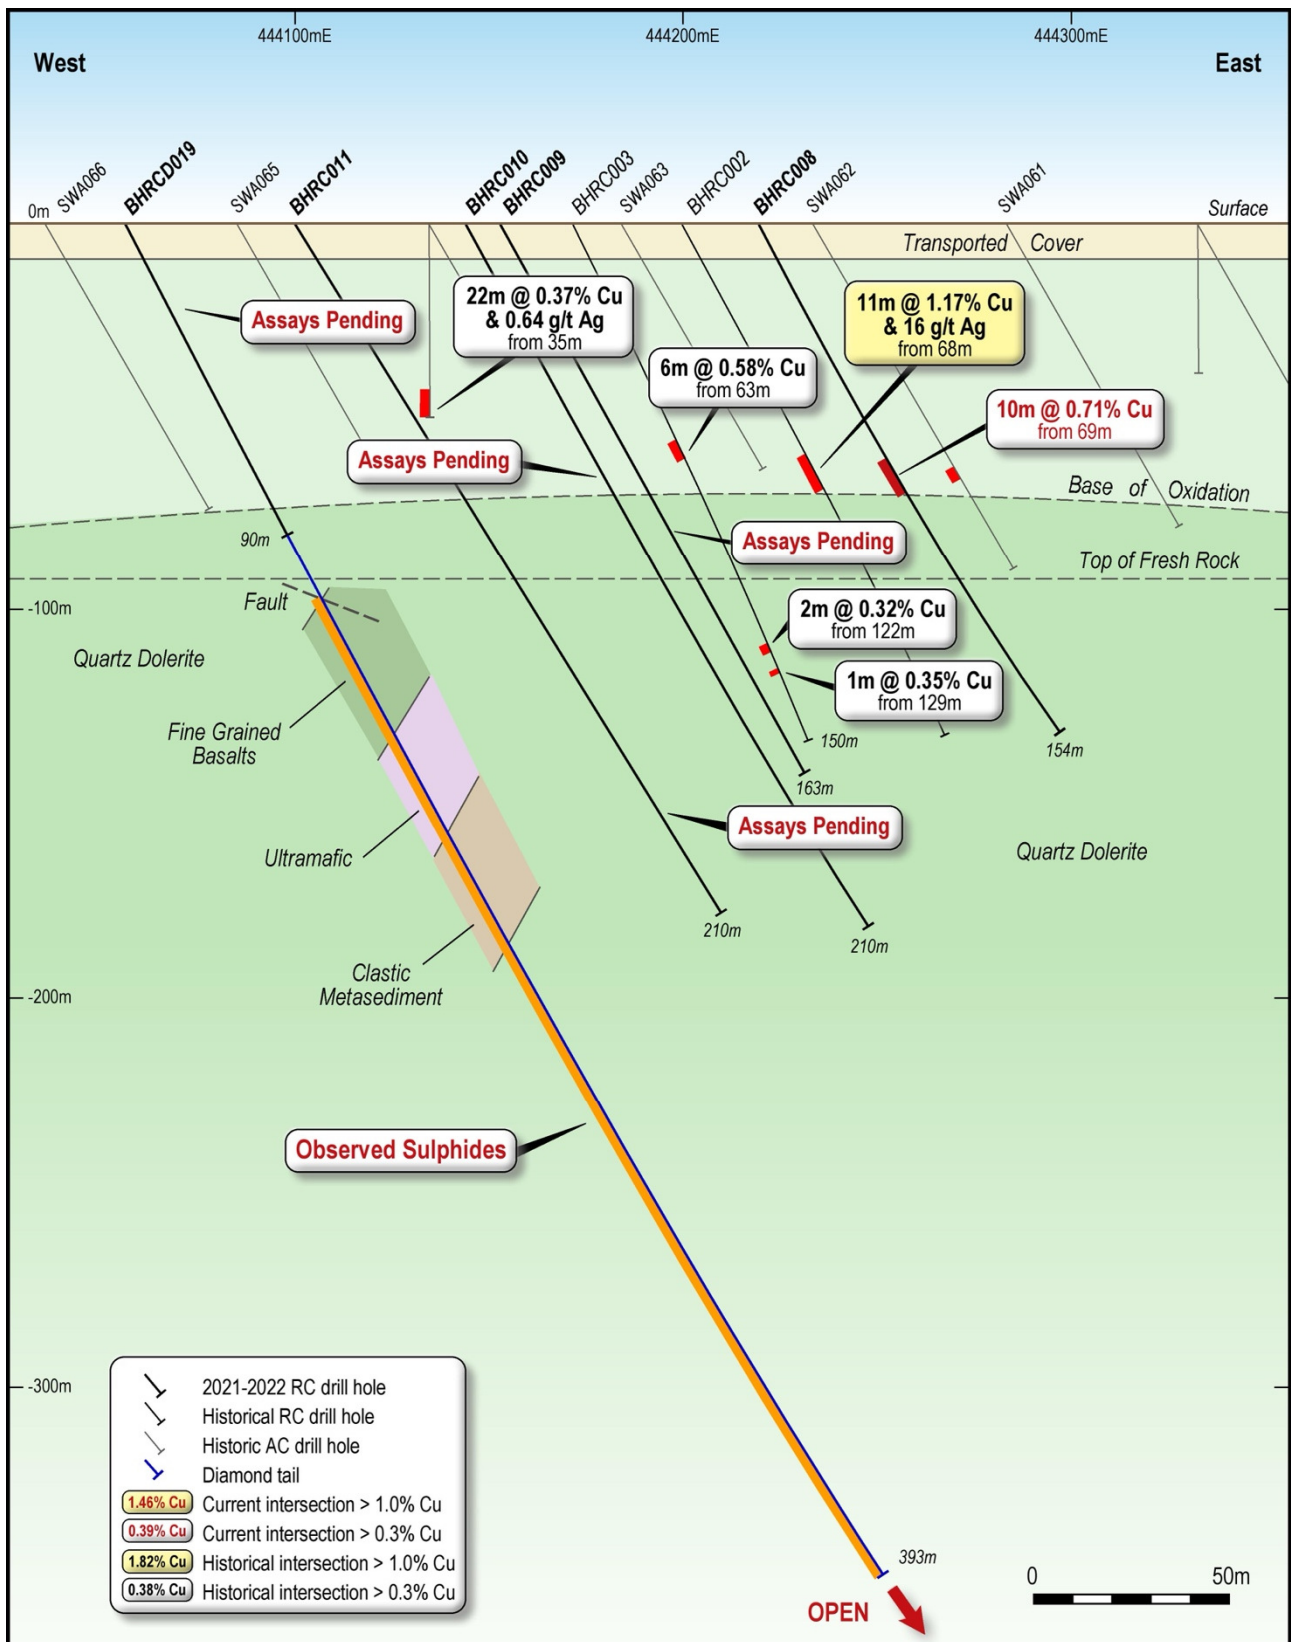 444100mE
444200mE
444300mE
West
East
0m
SWA066
BHRCD019
SWA065
BHRC011
BHRC010
BHRC009
BHRC003
SWA063
BHRC002
BHRC008
SWA062
SWA061
Surface
Transported Cover
Assays Pending
22m @ 0.37% Cu
& 0.64 g/t Ag
from 35m
11m @ 1.17% Cu
& 16 g/t Ag
from 68m
6m @ 0.58% Cu
from 63m
10m @ 0.71% Cu
from 69m
Assays Pending
Base of Oxidation
90m
Assays Pending
Top of Fresh Rock
Fault
-100m
2m @ 0.32% Cu
from 122m
Quartz Dolerite
1m @ 0.35% Cu
from 129m
Fine Grained
Basalts
150m
154m
163m
Assays Pending
Ultramafic
Quartz Dolerite
210m
210m
Clastic
Metasediment
-200m
Observed Sulphides
-300m
2021-2022 RC drill hole
Historical RC drill hole
Historic AC drill hole
Diamond tail
1.46% Cu Current intersection > 1.0% Cu
0.39% Cu Current intersection > 0.3% Cu
1.82% Cu Historical intersection > 1.0% Cu
0.38% Cu Historical intersection > 0.3% Cu
393m
OPEN
0 50m